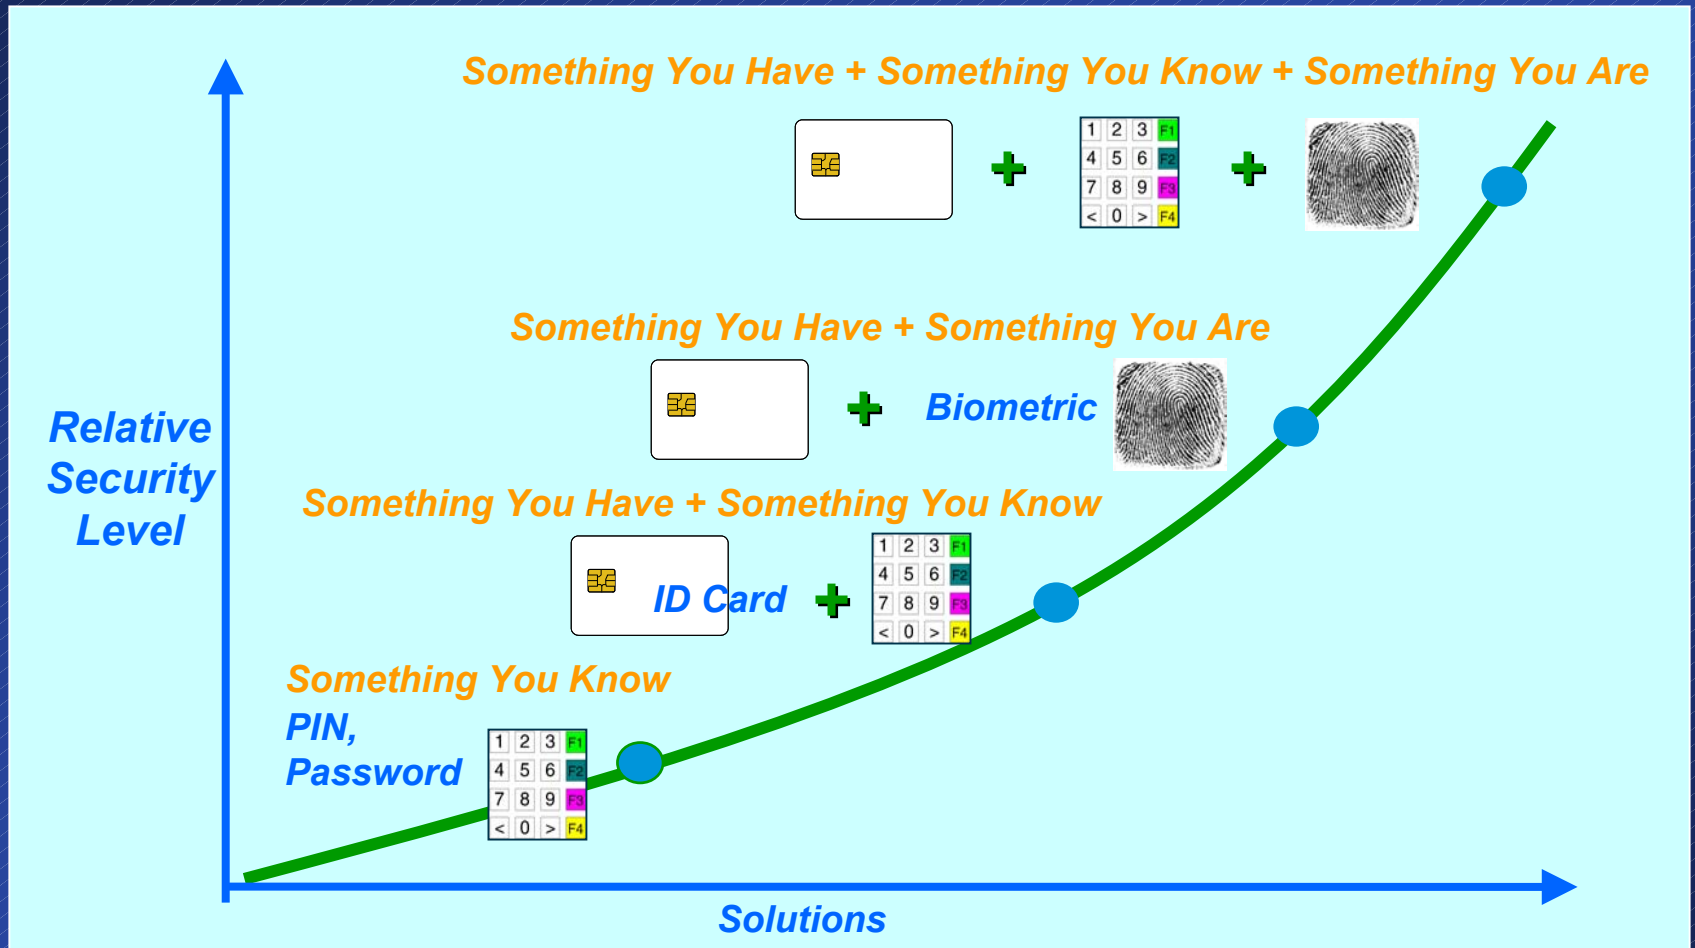 Something You Have + Something You Know + Something You Are
1 2 3 F1
4 5 6 F2
7 8 9 F3
< 0 > F4
Something You Have + Something You Are
Biometric
Relative
Security
Level
Something You Have + Something You Know
ID Card
1 2 3 F1
4 5 6 F2
7 8 9 F3
< 0 > F4
Something You Know
PIN,
Password
1 2 3 F1
4 5 6 F2
7 8 9 F3
< 0 > F4
Solutions